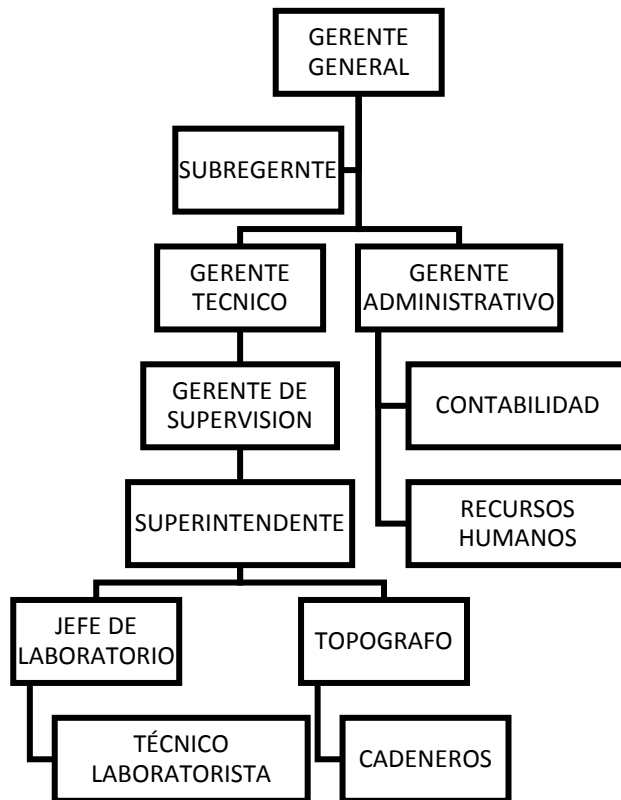 GERENTE
GENERAL
SUBREGERNTE
GERENTE
TECNICO
GERENTE
ADMINISTRATIVO
GERENTE DE
SUPERVISION
CONTABILIDAD
SUPERINTENDENTE
RECURSOS
HUMANOS
JEFE DE
LABORATORIO
TOPOGRAFO
TÉCNICO
LABORATORISTA
CADENEROS